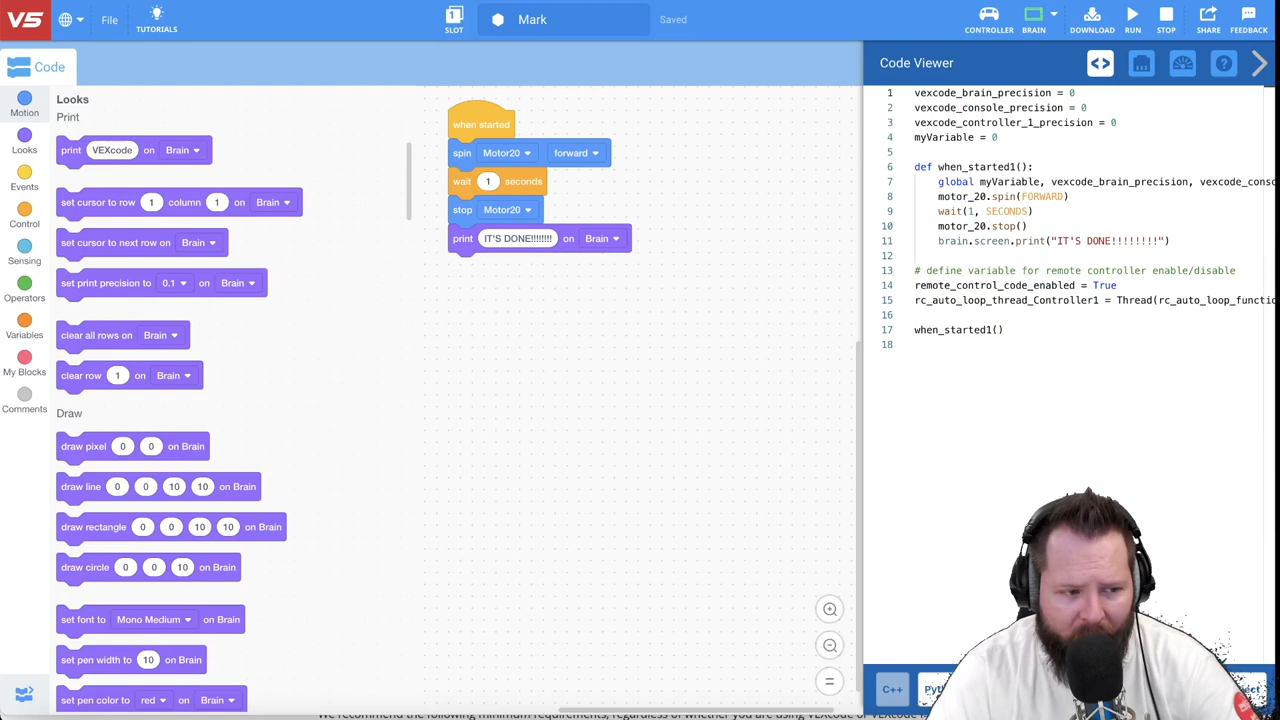 V5
File
TUTORIALS
1
SLOT
Mark
Saved
CONTROLLER
BRAIN
DOWNLOAD
RUN
STOP
SHARE
FEEDBACK
Code
Motion
Looks
Events
Control
Sensing
Operators
Variables
My Blocks
Comments
Looks
Print
print VEXcode on Brain
set cursor to row 1 column 1 on Brain
set cursor to next row on Brain
set print precision to 0.1 on Brain
clear all rows on Brain
clear row 1 on Brain
Draw
draw pixel 0 0 on Brain
draw line 0 0 10 10 on Brain
draw rectangle 0 0 10 10 on Brain
draw circle 0 0 10 on Brain
set font to Mono Medium on Brain
set pen width to 10 on Brain
set pen color to red on Brain
when started
spin Motor20 forward
wait 1 seconds
stop Motor20
print IT'S DONE!!!!!!!! on Brain
Code Viewer
1 vexcode_brain_precision = 0
2 vexcode_console_precision = 0
3 vexcode_controller_1_precision = 0
4 myVariable = 0
5
6 def when_started1():
7 global myVariable, vexcode_brain_precision, vexcode_conso
8 motor_20.spin(FORWARD)
9 wait(1, SECONDS)
10 motor_20.stop()
11 brain.screen.print("IT'S DONE!!!!!!!!")
12
13 # define variable for remote controller enable/disable
14 remote_control_code_enabled = True
15 rc_auto_loop_thread_Controller1 = Thread(rc_auto_loop_functio
16
17 when_started1()
18
C++
We recommend the following minimum requirements, regardless of whether you are using VEXcode or VEXcode